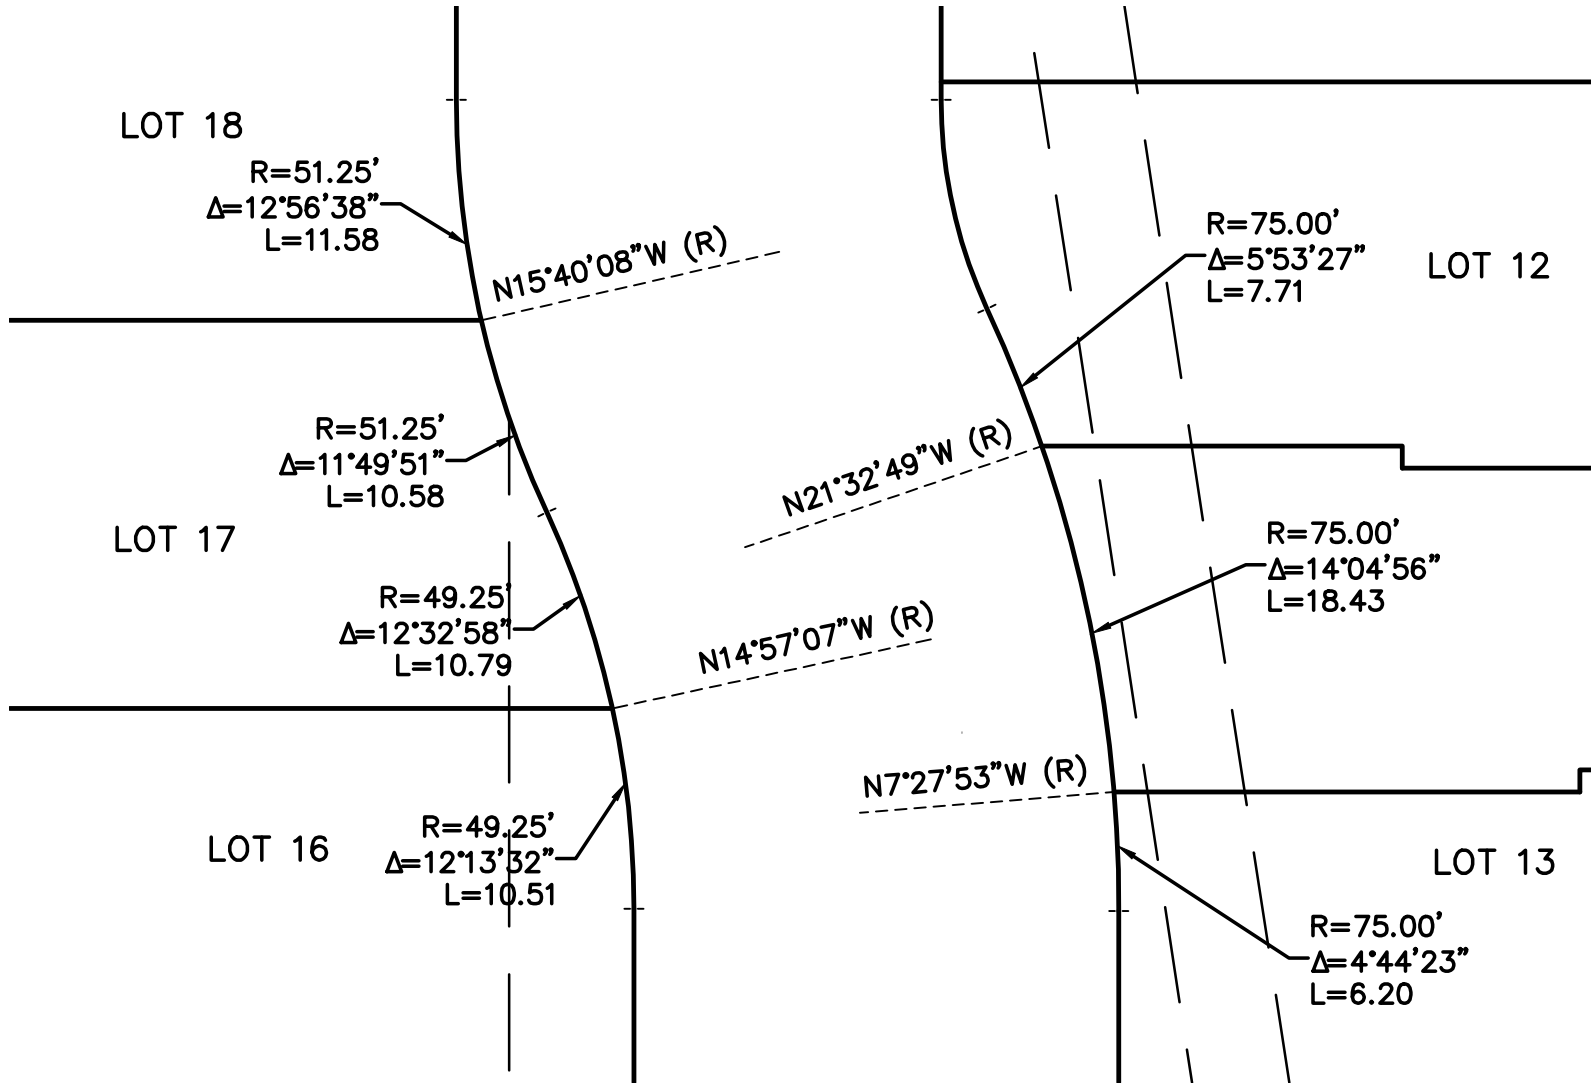 LOT 18
R=51.25'
Δ=12°56'38"
L=11.58
N15°40'08"W (R)
R=75.00'
Δ=5°53'27"
L=7.71
LOT 12
R=51.25'
Δ=11°49'51"
L=10.58
N21°32'49"W (R)
LOT 17
R=75.00'
Δ=14°04'56"
L=18.43
R=49.25'
Δ=12°32'58"
L=10.79
N14°57'07"W (R)
N7°27'53"W (R)
LOT 16
R=49.25'
Δ=12°13'32"
L=10.51
LOT 13
R=75.00'
Δ=4°44'23"
L=6.20